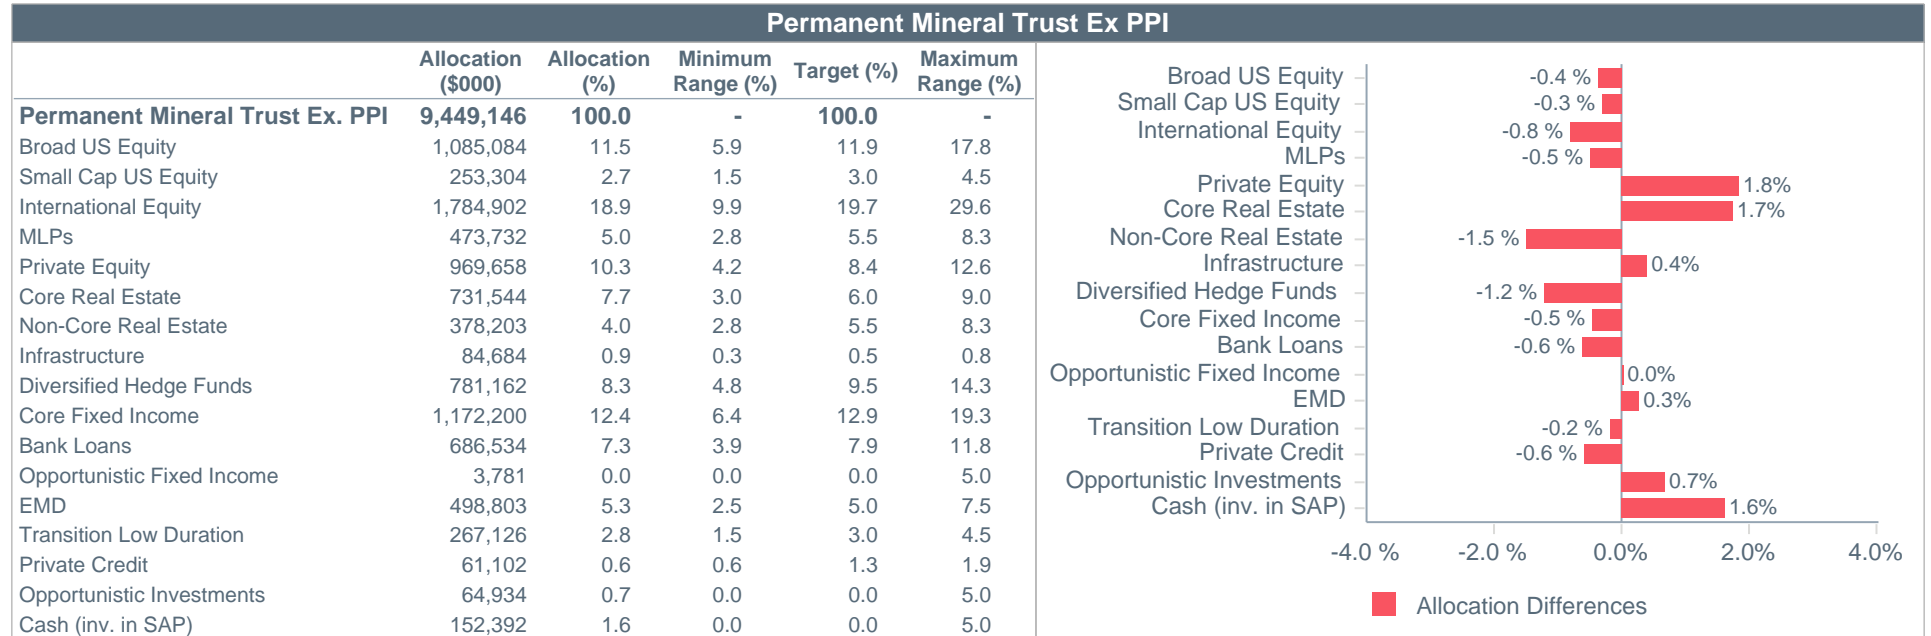 Permanent Mineral Trust Ex PPI
Allocation ($000) Allocation (%) Minimum Range (%) Target (%) Maximum Range (%)
Permanent Mineral Trust Ex. PPI 9,449,146 100.0 - 100.0 -
Broad US Equity 1,085,084 11.5 5.9 11.9 17.8
Small Cap US Equity 253,304 2.7 1.5 3.0 4.5
International Equity 1,784,902 18.9 9.9 19.7 29.6
MLPs 473,732 5.0 2.8 5.5 8.3
Private Equity 969,658 10.3 4.2 8.4 12.6
Core Real Estate 731,544 7.7 3.0 6.0 9.0
Non-Core Real Estate 378,203 4.0 2.8 5.5 8.3
Infrastructure 84,684 0.9 0.3 0.5 0.8
Diversified Hedge Funds 781,162 8.3 4.8 9.5 14.3
Core Fixed Income 1,172,200 12.4 6.4 12.9 19.3
Bank Loans 686,534 7.3 3.9 7.9 11.8
Opportunistic Fixed Income 3,781 0.0 0.0 0.0 5.0
EMD 498,803 5.3 2.5 5.0 7.5
Transition Low Duration 267,126 2.8 1.5 3.0 4.5
Private Credit 61,102 0.6 0.6 1.3 1.9
Opportunistic Investments 64,934 0.7 0.0 0.0 5.0
Cash (inv. in SAP) 152,392 1.6 0.0 0.0 5.0
Broad US Equity -0.4 %
Small Cap US Equity -0.3 %
International Equity -0.8 %
MLPs -0.5 %
Private Equity 1.8%
Core Real Estate 1.7%
Non-Core Real Estate -1.5 %
Infrastructure 0.4%
Diversified Hedge Funds -1.2 %
Core Fixed Income -0.5 %
Bank Loans -0.6 %
Opportunistic Fixed Income 0.0%
EMD 0.3%
Transition Low Duration -0.2 %
Private Credit -0.6 %
Opportunistic Investments 0.7%
Cash (inv. in SAP) 1.6%
-4.0 % -2.0 % 0.0% 2.0% 4.0%
Allocation Differences